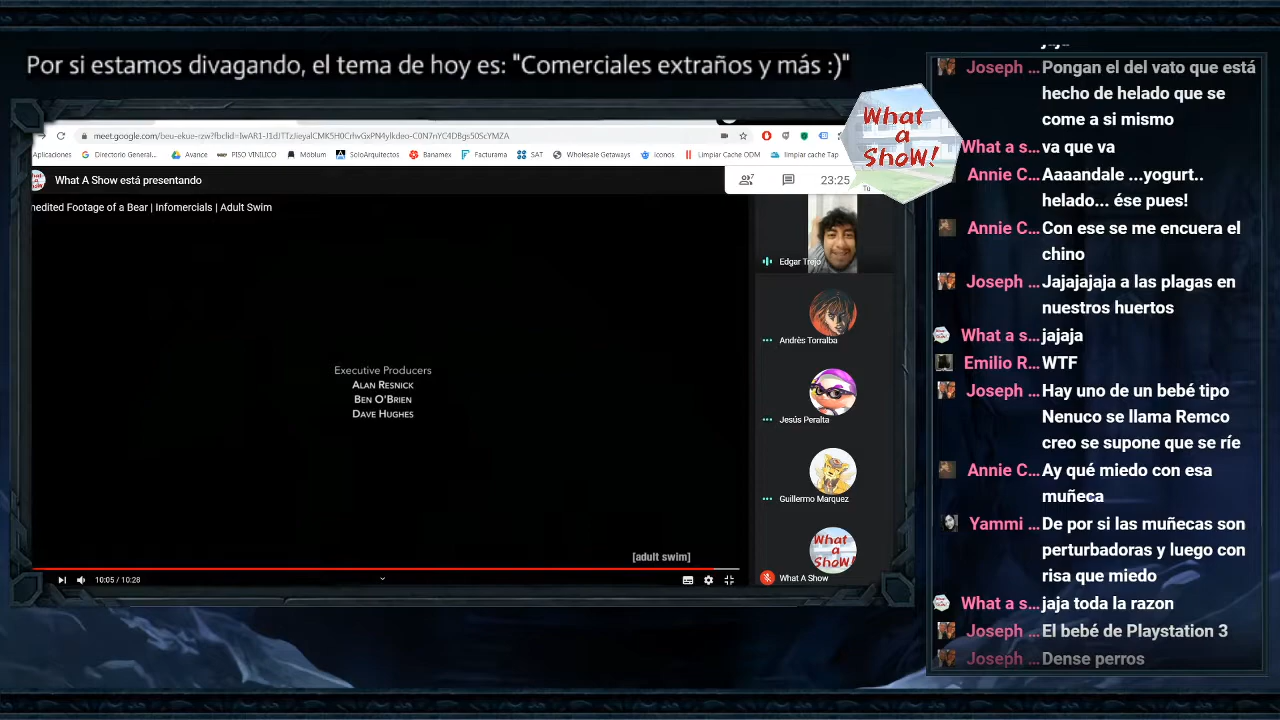 Por si estamos divagando, el tema de hoy es: "Comerciales extraños y más :)"
What
a
ShoW!
meet.google.com/beu-ekue-rzw?fbclid=IwAR1-J1dJTTzJieyalCMK5H0CrlwGxPN4ylkdeo-C0N7nYC4DBgs50ScYMZA
Aplicaciones
Directorio General...
Avance
PISO VINILICO
Möblum
SoloArquitectos
Banamex
Facturama
SAT
Wholesale Getaways
iconos
Limpiar Cache ODM
limpiar cache Tap
What A Show está presentando
7
23:25
Tu
nedited Footage of a Bear | Infomercials | Adult Swim
Executive Producers
Alan Resnick
Ben O'Brien
Dave Hughes
[adult swim]
10:05 / 10:28
Edgar Trejo
Andrès Torralba
Jesús Peralta
Guillermo Marquez
What
a
ShoW!
What A Show
jaja
Joseph ... Pongan el del vato que está
hecho de helado que se
come a si mismo
What a s... va que va
Annie C... Aaaandale ...yogurt..
helado... ése pues!
Annie C... Con ese se me encuera el
chino
Joseph ... Jajajajaja a las plagas en
nuestros huertos
What a s... jajaja
Emilio R... WTF
Joseph ... Hay uno de un bebé tipo
Nenuco se llama Remco
creo se supone que se ríe
Annie C... Ay qué miedo con esa
muñeca
Yammi ... De por si las muñecas son
perturbadoras y luego con
risa que miedo
What a s... jaja toda la razon
Joseph ... El bebé de Playstation 3
Joseph ... Dense perros